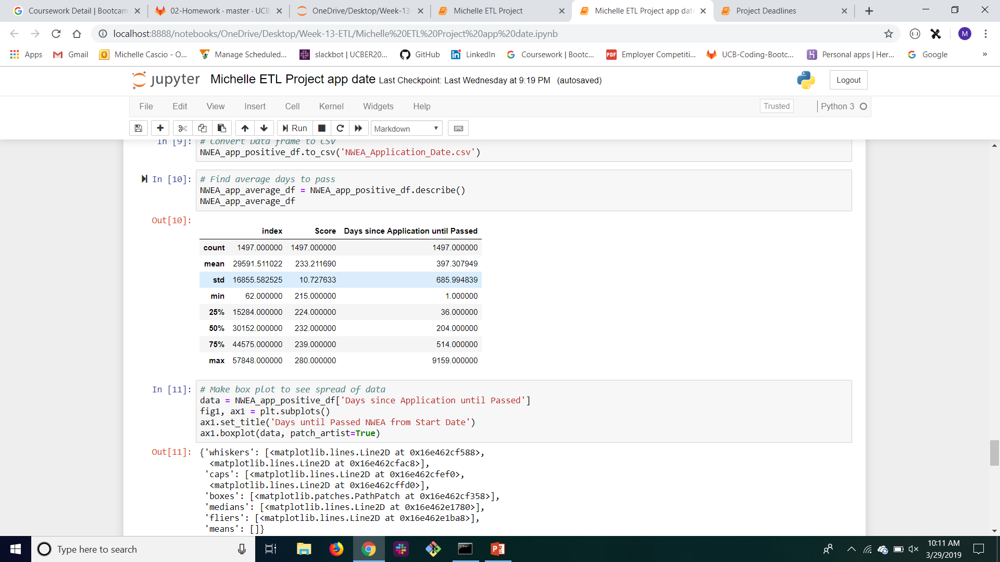 Coursework Detail | Bootcam
02-Homework · master · UCB
OneDrive/Desktop/Week-13-
Michelle ETL Project
Michelle ETL Project app date
Project Deadlines
localhost:8888/notebooks/OneDrive/Desktop/Week-13-ETL/Michelle%20ETL%20Project%20app%20date.ipynb
M
Apps
Gmail
Michelle Cascio - O...
Manage Scheduled...
slackbot | UCBER20...
GitHub
LinkedIn
Coursework | Bootc...
PDF
Employer Competiti...
UCB-Coding-Bootc...
Personal apps | Her...
Google
»
jupyter
Michelle ETL Project app date Last Checkpoint: Last Wednesday at 9:19 PM (autosaved)
Logout
File Edit View Insert Cell Kernel Widgets Help
Trusted
Python 3
Run
Markdown
In [9]: # Convert Data frame to CSV
NWEA_app_positive_df.to_csv('NWEA_Application_Date.csv')
In [10]: # Find average days to pass
NWEA_app_average_df = NWEA_app_positive_df.describe()
NWEA_app_average_df
Out[10]:
index Score Days since Application until Passed
count 1497.000000 1497.000000 1497.000000
mean 29591.511022 233.211690 397.307949
std 16855.582525 10.727633 685.994839
min 62.000000 215.000000 1.000000
25% 15284.000000 224.000000 36.000000
50% 30152.000000 232.000000 204.000000
75% 44575.000000 239.000000 514.000000
max 57848.000000 280.000000 9159.000000
In [11]: # Make box plot to see spread of data
data = NWEA_app_positive_df['Days since Application until Passed']
fig1, ax1 = plt.subplots()
ax1.set_title('Days until Passed NWEA from Start Date')
ax1.boxplot(data, patch_artist=True)
Out[11]: {'whiskers': [<matplotlib.lines.Line2D at 0x16e462cf588>,
<matplotlib.lines.Line2D at 0x16e462cfac8>],
'caps': [<matplotlib.lines.Line2D at 0x16e462cfef0>,
<matplotlib.lines.Line2D at 0x16e462cffd0>],
'boxes': [<matplotlib.patches.PathPatch at 0x16e462cf358>],
'medians': [<matplotlib.lines.Line2D at 0x16e462e1780>],
'fliers': [<matplotlib.lines.Line2D at 0x16e462e1ba8>],
'means': []}
Type here to search
10:11 AM
3/29/2019